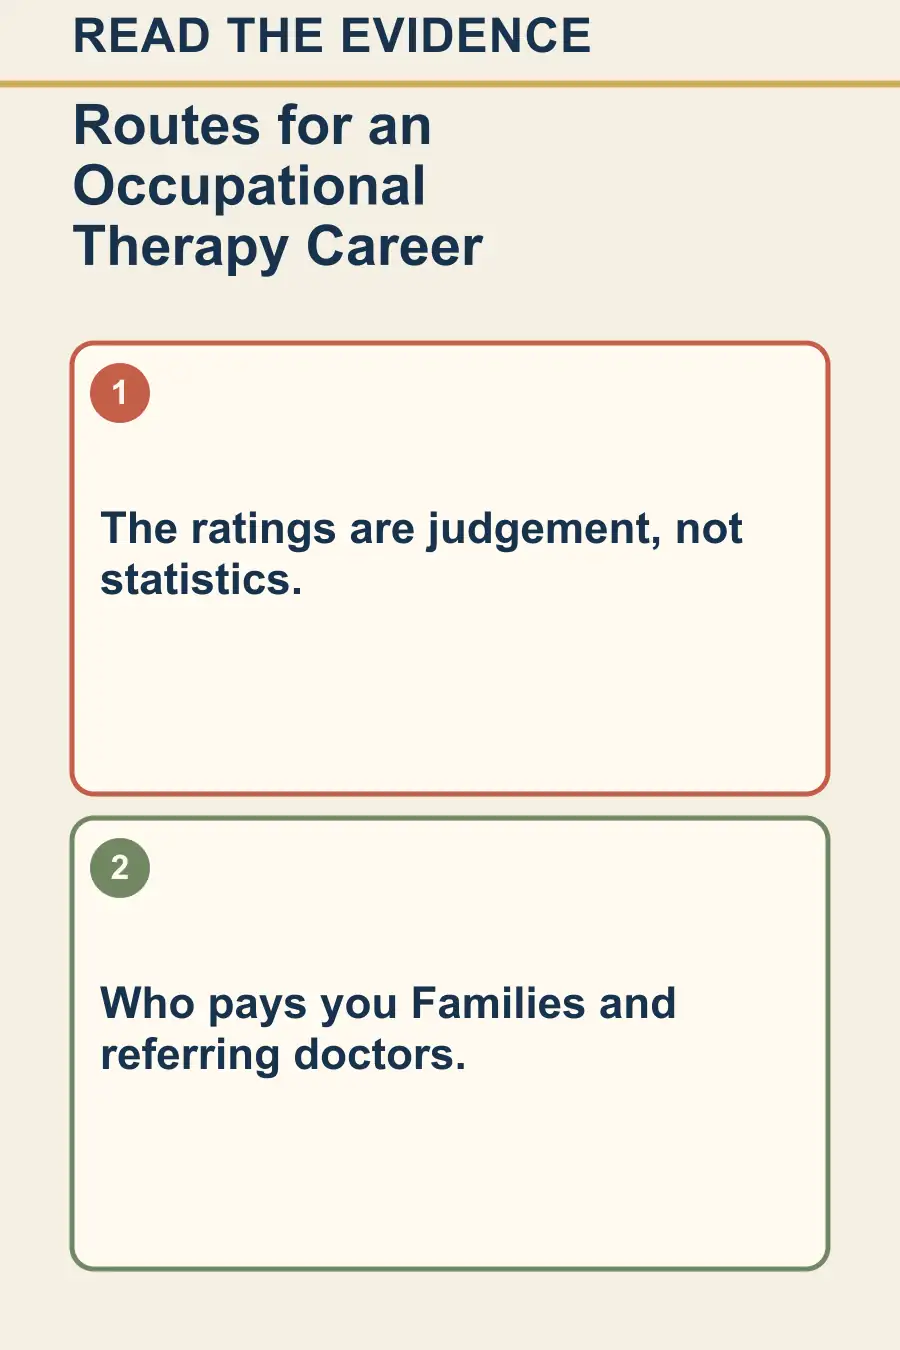 READ THE EVIDENCE
Routes for an
Occupational
Therapy Career
1
The ratings are judgement, not
statistics.
2
Who pays you Families and
referring doctors.